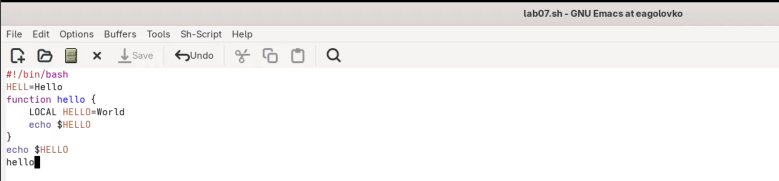 lab07.sh - GNU Emacs at eagolovko
File Edit Options Buffers Tools Sh-Script Help
Save Undo
#!/bin/bash
HELL=Hello
function hello {
    LOCAL HELLO=World
    echo $HELLO
}
echo $HELLO
hello